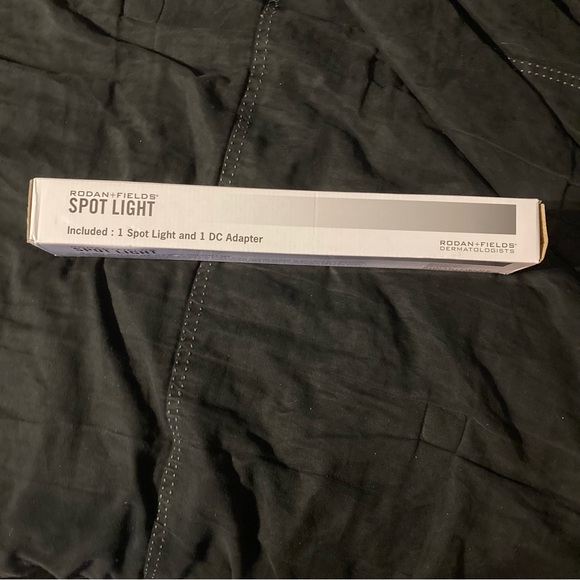 RODAN+FIELDS®
SPOT LIGHT
Included : 1 Spot Light and 1 DC Adapter
RODAN+FIELDS®
DERMATOLOGISTS
SPOT LIGHT